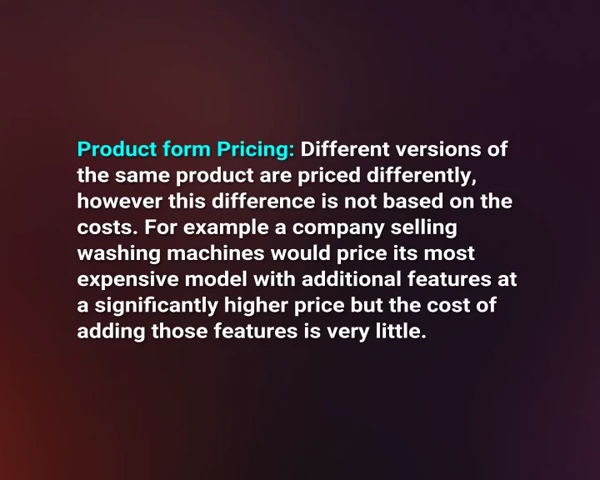 Product form Pricing: Different versions of
the same product are priced differently,
however this difference is not based on the
costs. For example a company selling
washing machines would price its most
expensive model with additional features at
a significantly higher price but the cost of
adding those features is very little.